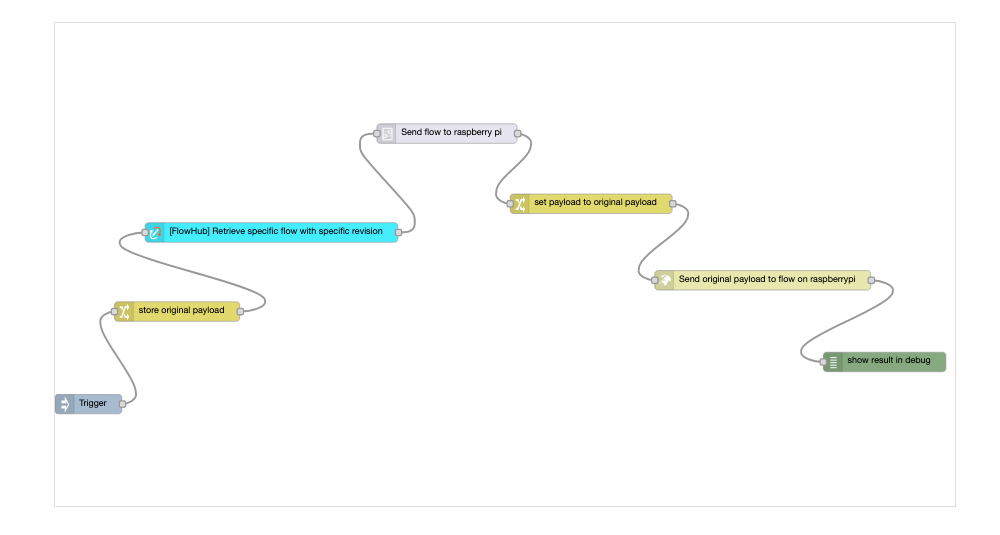 Send flow to raspberry pi
set payload to original payload
[FlowHub] Retrieve specific flow with specific revision
Send original payload to flow on raspberrypi
store original payload
show result in debug
Trigger